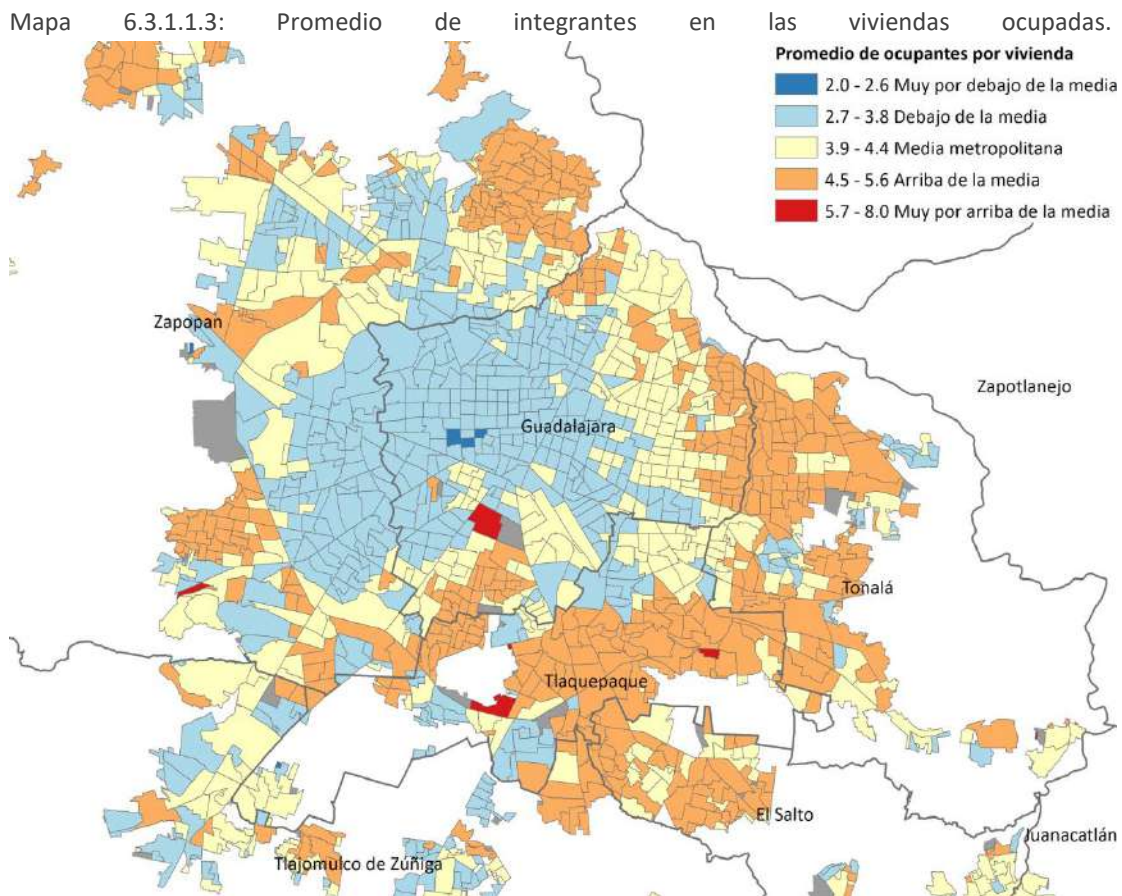 Mapa 6.3.1.1.3: Promedio de integrantes en las viviendas ocupadas.
Promedio de ocupantes por vivienda
2.0 - 2.6 Muy por debajo de la media
2.7 - 3.8 Debajo de la media
3.9 - 4.4 Media metropolitana
4.5 - 5.6 Arriba de la media
5.7 - 8.0 Muy por arriba de la media
Zapopan
Zapotlanejo
Guadalajara
Tonalá
Tlaquepaque
El Salto
Juanacatlán
Tlajomulco de Zúñiga